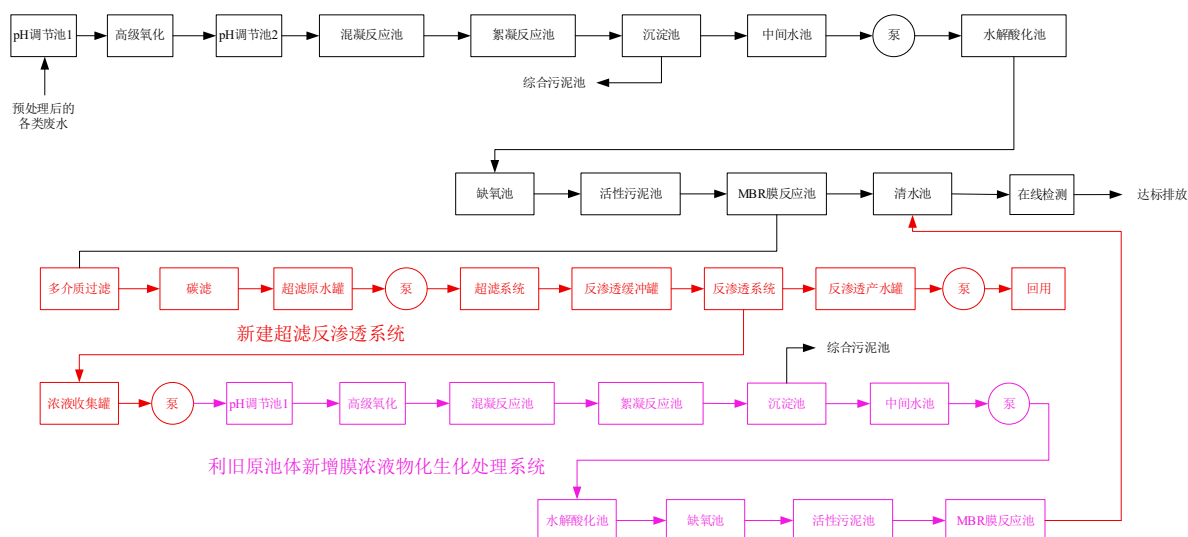 pH调节池1
高级氧化
pH调节池2
混凝反应池
絮凝反应池
沉淀池
中间水池
泵
水解酸化池
综合污泥池
预处理后的
各类废水
缺氧池
活性污泥池
MBR膜反应池
清水池
在线检测
达标排放
多介质过滤
碳滤
超滤原水罐
泵
超滤系统
反渗透缓冲罐
反渗透系统
反渗透产水罐
泵
回用
新建超滤反渗透系统
综合污泥池
浓液收集罐
泵
pH调节池1
高级氧化
混凝反应池
絮凝反应池
沉淀池
中间水池
泵
利旧原池体新增膜浓液物化生化处理系统
水解酸化池
缺氧池
活性污泥池
MBR膜反应池